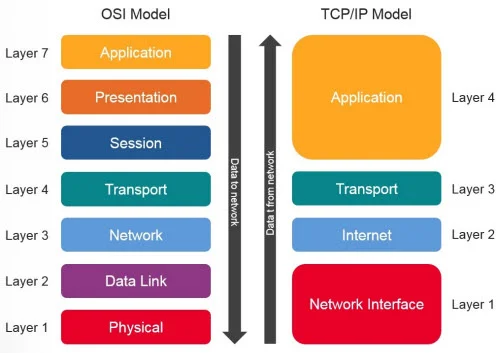 OSI Model
TCP/IP Model
Layer 7
Application
Layer 6
Presentation
Layer 5
Session
Layer 4
Transport
Layer 3
Network
Layer 2
Data Link
Layer 1
Physical
Data to network
Data t from network
Application
Layer 4
Transport
Layer 3
Internet
Layer 2
Network Interface
Layer 1